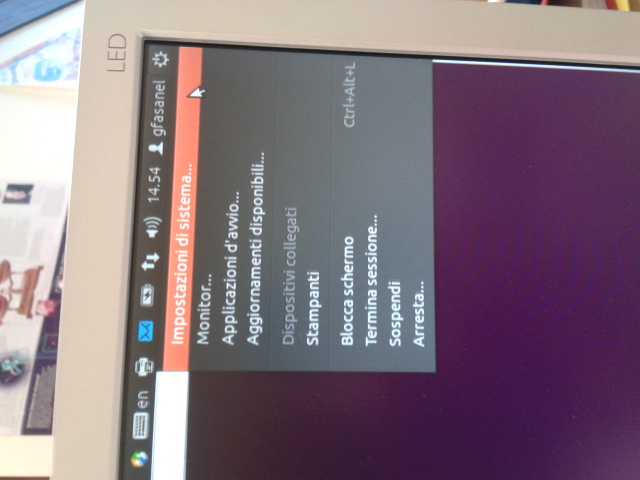 LED
en 14.54 gfasanel
Impostazioni di sistema...
Monitor...
Applicazioni d'avvio...
Aggiornamenti disponibili...
Dispositivi collegati
Stampanti
Blocca schermo Ctrl+Alt+L
Termina sessione...
Sospendi
Arresta...